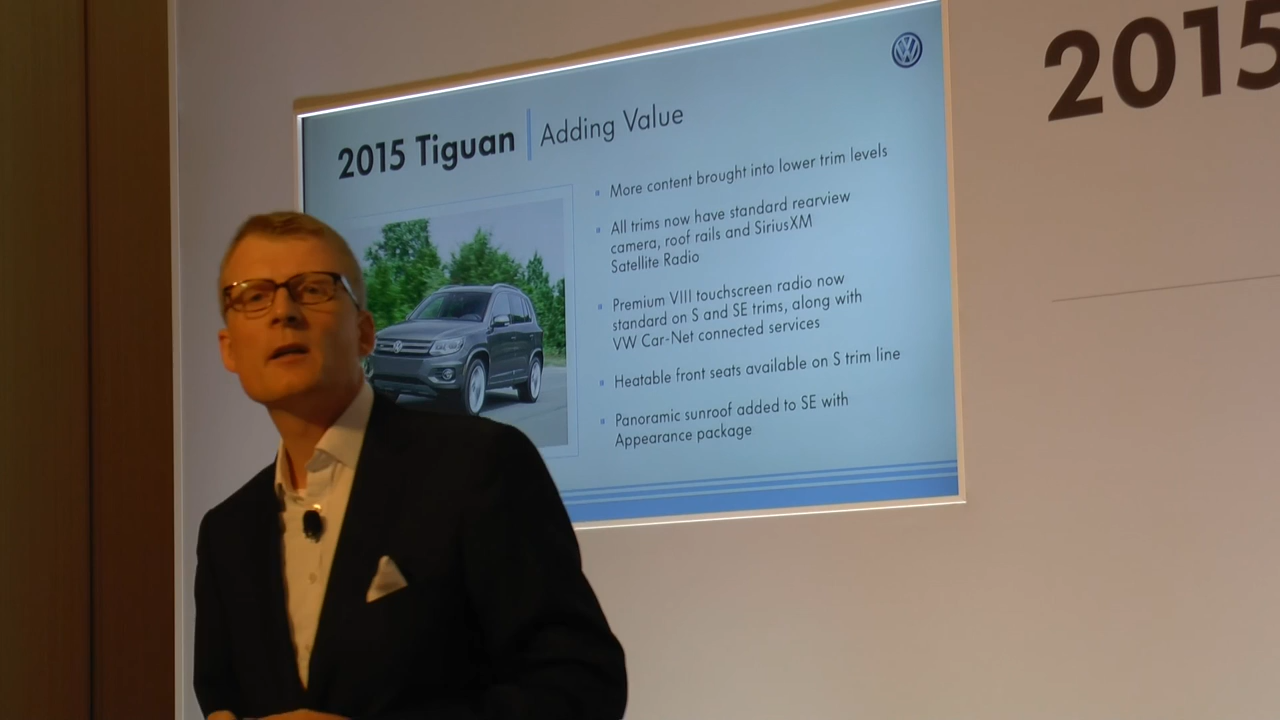 2015 Tiguan Adding Value
More content brought into lower trim levels
All trims now have standard rearview
camera, roof rails and SiriusXM
Satellite Radio
Premium VIII touchscreen radio now
standard on S and SE trims, along with
VW Car-Net connected services
Heatable front seats available on S trim line
Panoramic sunroof added to SE with
Appearance package
2015